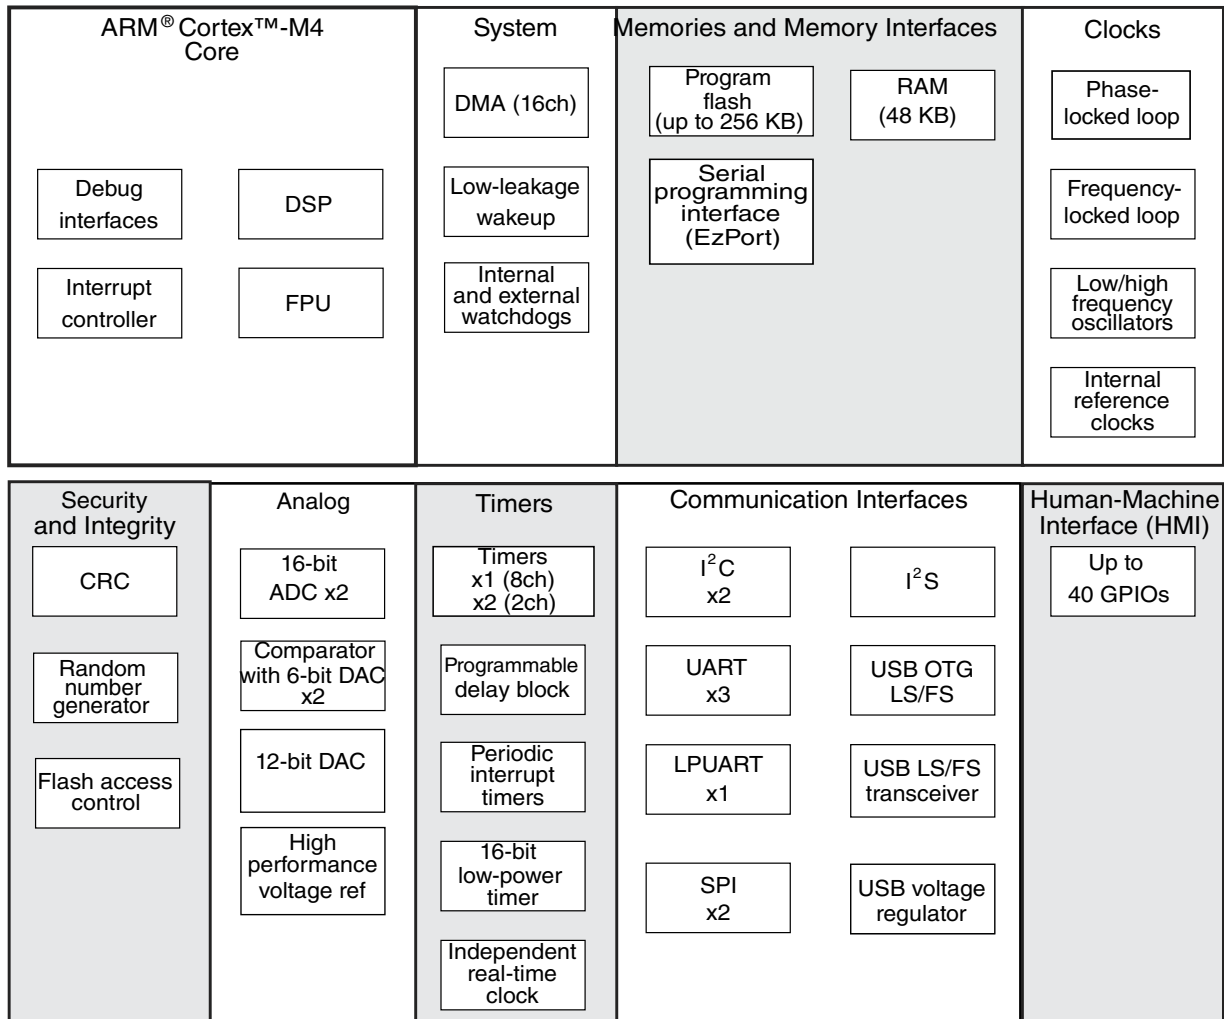 ARM® Cortex™-M4
Core
Debug
interfaces
DSP
Interrupt
controller
FPU
System
DMA (16ch)
Low-leakage
wakeup
Internal
and external
watchdogs
Memories and Memory Interfaces
Program
flash
(up to 256 KB)
RAM
(48 KB)
Serial
programming
interface
(EzPort)
Clocks
Phase-
locked loop
Frequency-
locked loop
Low/high
frequency
oscillators
Internal
reference
clocks
Security
and Integrity
CRC
Random
number
generator
Flash access
control
Analog
16-bit
ADC x2
Comparator
with 6-bit DAC
x2
12-bit DAC
High
performance
voltage ref
Timers
Timers
x1 (8ch)
x2 (2ch)
Programmable
delay block
Periodic
interrupt
timers
16-bit
low-power
timer
Independent
real-time
clock
Communication Interfaces
I²C
x2
I²S
UART
x3
USB OTG
LS/FS
LPUART
x1
USB LS/FS
transceiver
SPI
x2
USB voltage
regulator
Human-Machine
Interface (HMI)
Up to
40 GPIOs